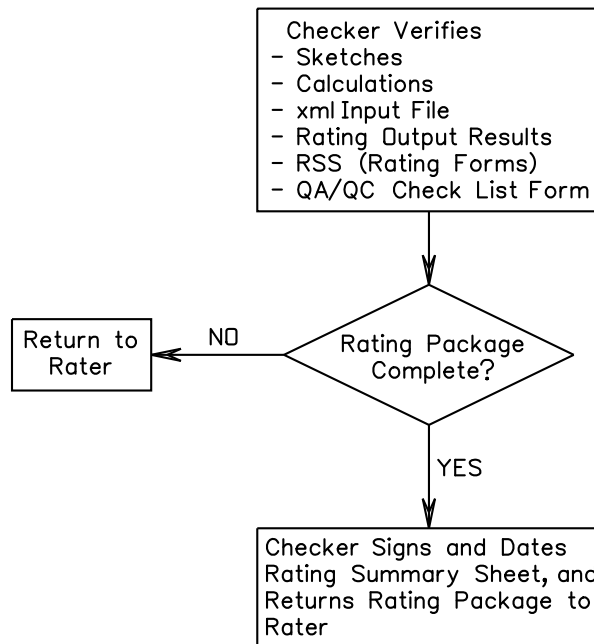 Checker Verifies
- Sketches
- Calculations
- xml Input File
- Rating Output Results
- RSS (Rating Forms)
- QA/QC Check List Form
Rating Package
Complete?
NO
Return to
Rater
YES
Checker Signs and Dates
Rating Summary Sheet, and
Returns Rating Package to
Rater